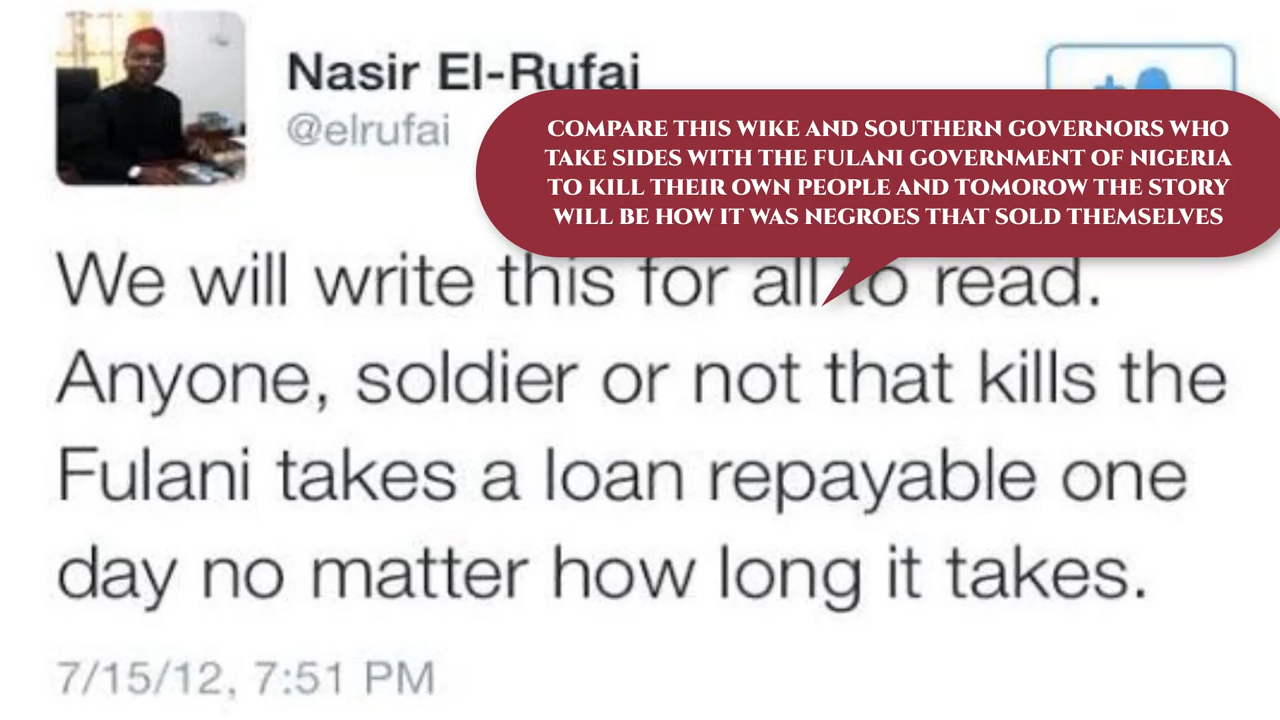 Nasir El-Rufai
@elrufai
COMPARE THIS WIKE AND SOUTHERN GOVERNORS WHO
TAKE SIDES WITH THE FULANI GOVERNMENT OF NIGERIA
TO KILL THEIR OWN PEOPLE AND TOMOROW THE STORY
WILL BE HOW IT WAS NEGROES THAT SOLD THEMSELVES
We will write this for all to read.
Anyone, soldier or not that kills the
Fulani takes a loan repayable one
day no matter how long it takes.
7/15/12, 7:51 PM